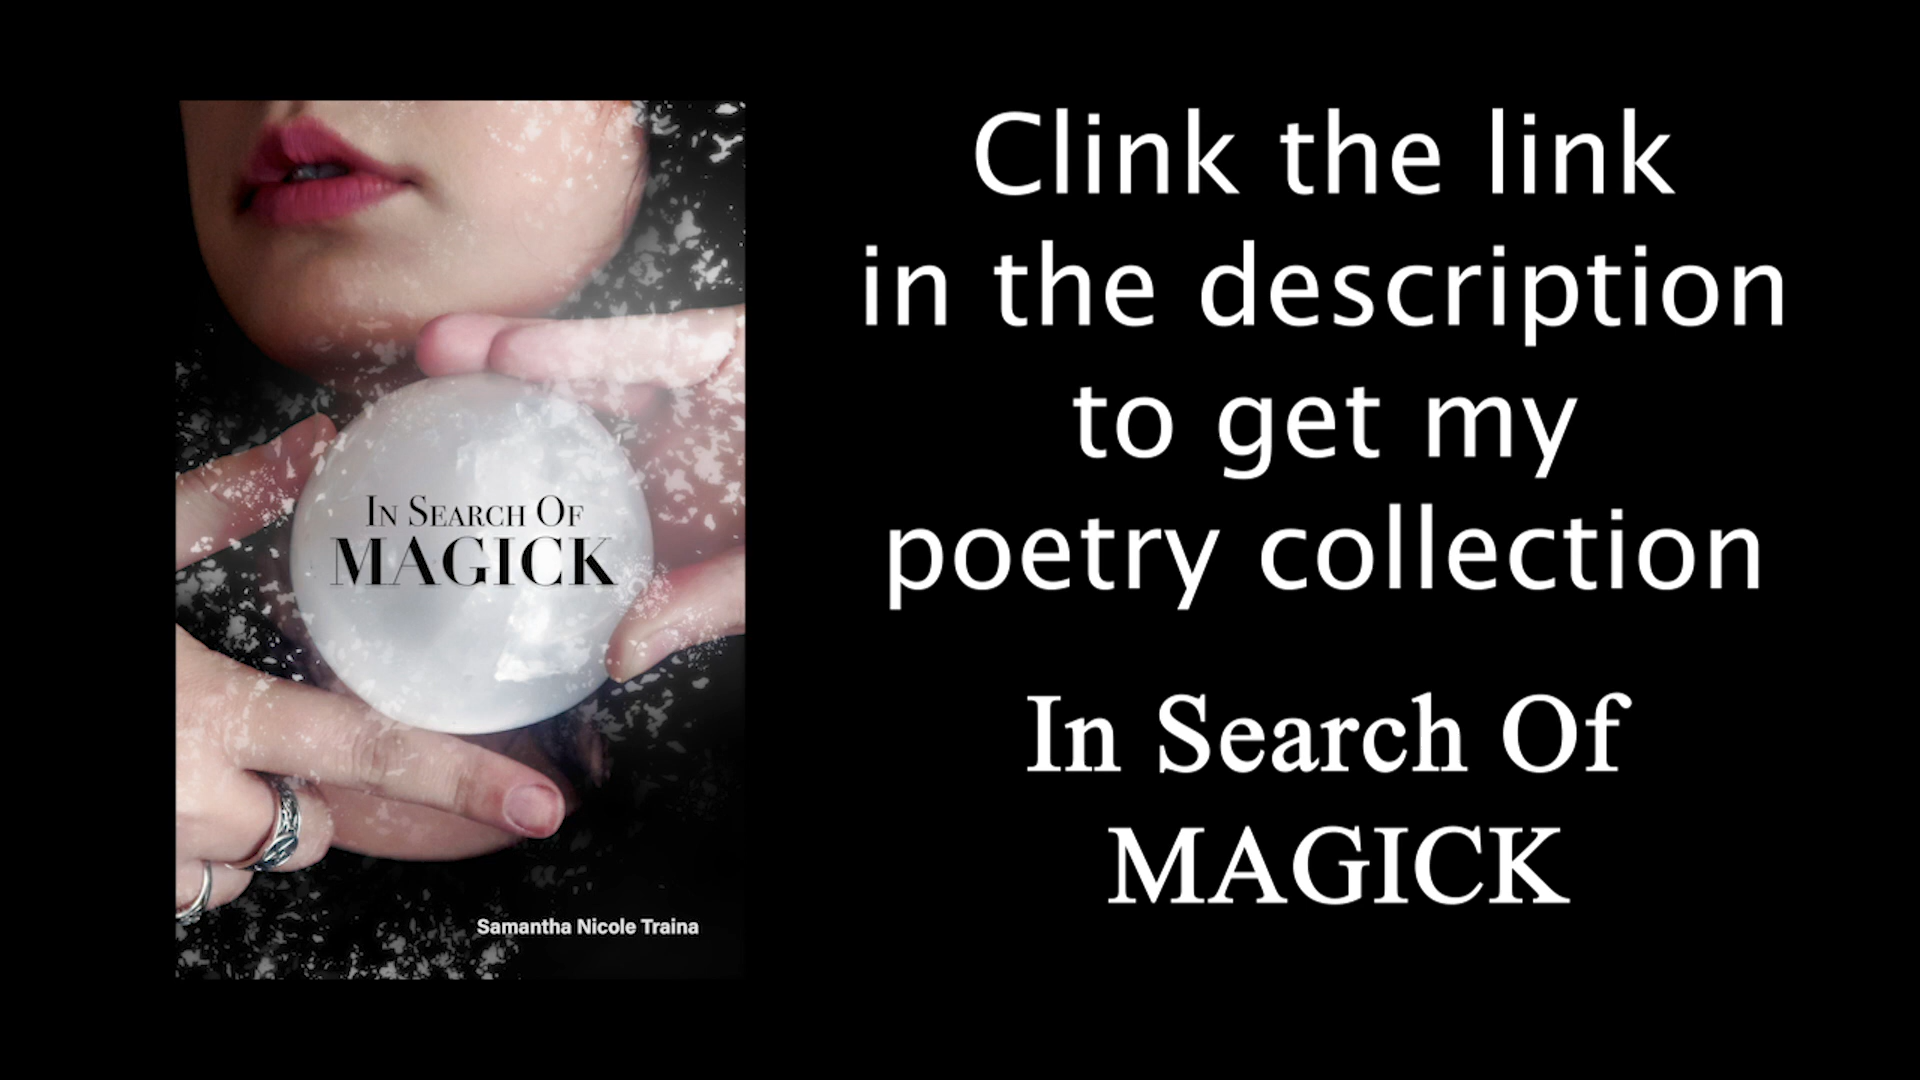 In Search Of
MAGICK
Samantha Nicole Traina
Clink the link
in the description
to get my
poetry collection
In Search Of
MAGICK